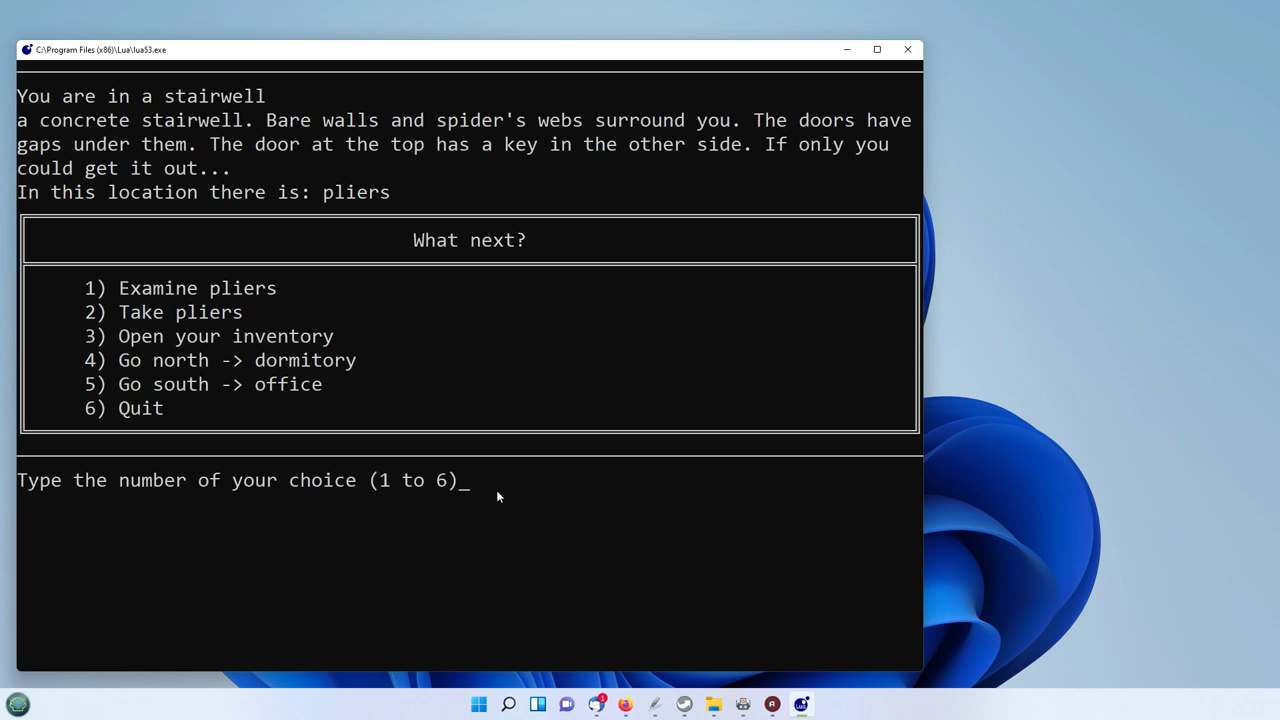 C:\Program Files (x86)\Lua\lua53.exe
You are in a stairwell
a concrete stairwell. Bare walls and spider's webs surround you. The doors have
gaps under them. The door at the top has a key in the other side. If only you
could get it out...
In this location there is: pliers
What next?
1) Examine pliers
2) Take pliers
3) Open your inventory
4) Go north -> dormitory
5) Go south -> office
6) Quit
Type the number of your choice (1 to 6)_
1
A
LUA